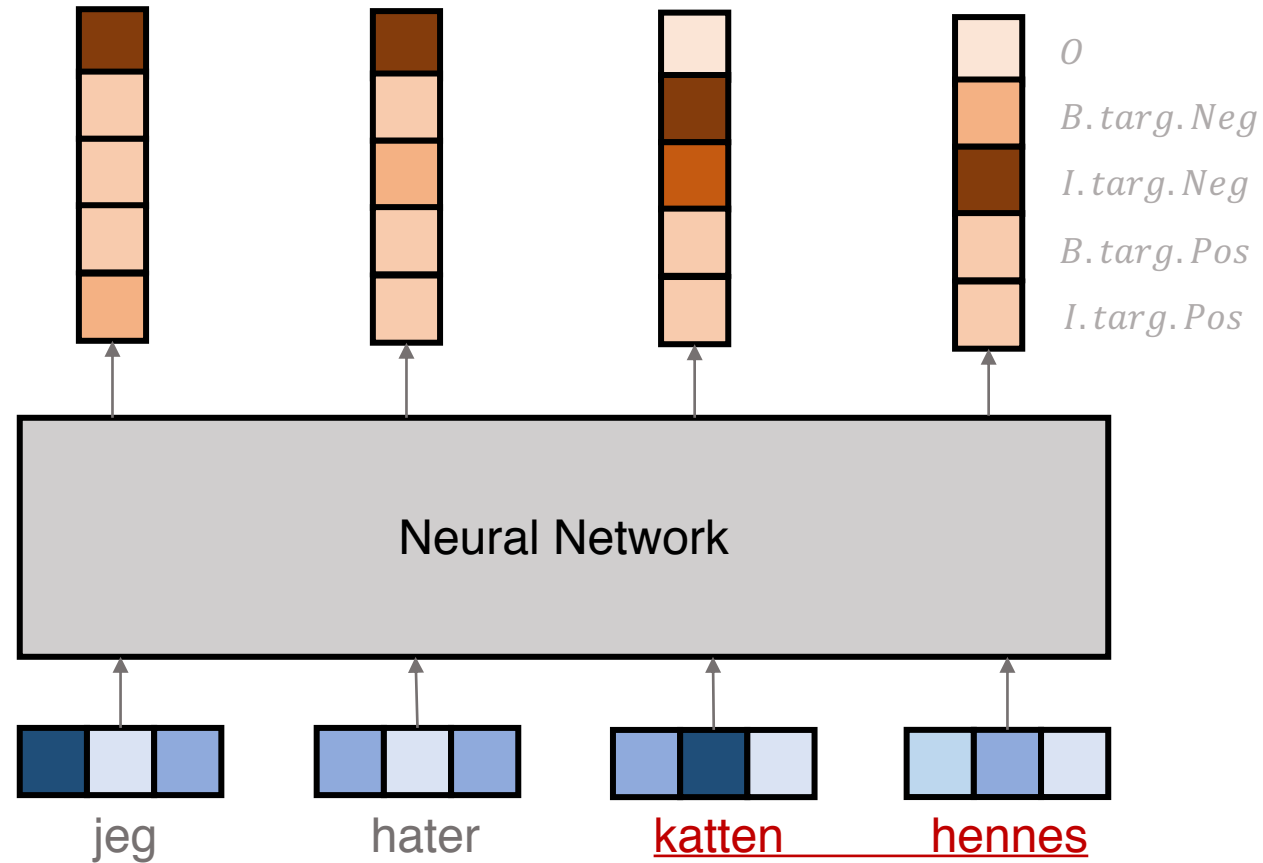 O
B.targ.Neg
I.targ.Neg
B.targ.Pos
I.targ.Pos
Neural Network
jeg hater katten hennes